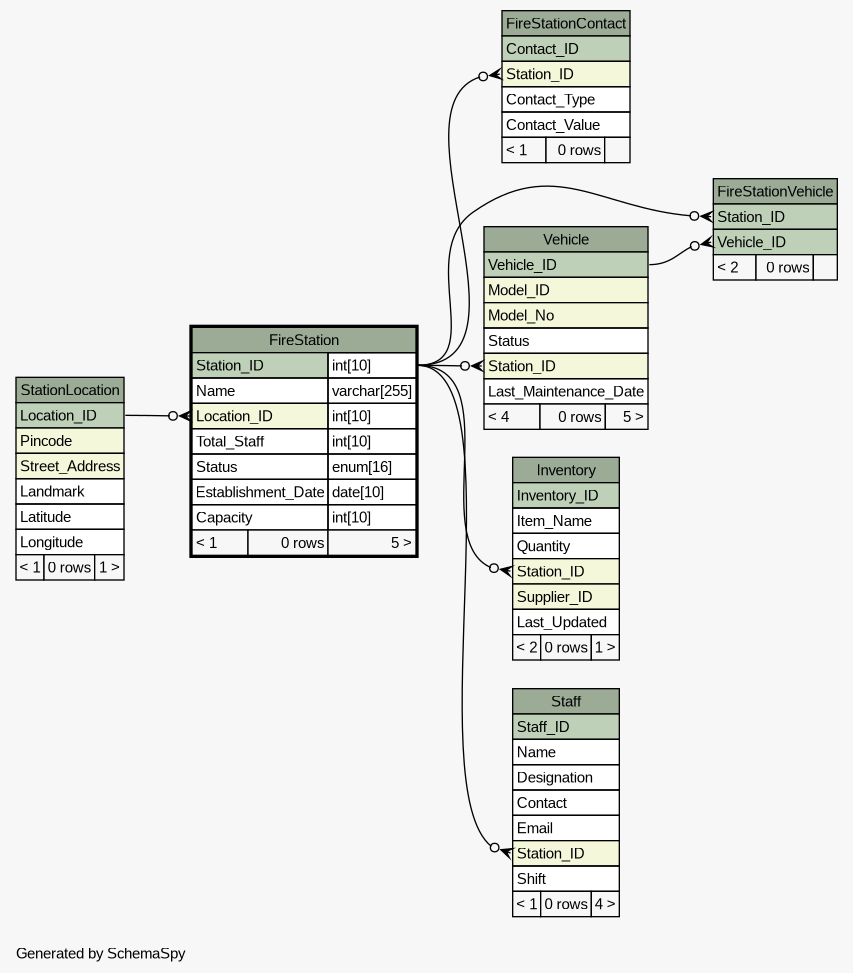 FireStationContact
Contact_ID
Station_ID
Contact_Type
Contact_Value
< 1 0 rows
FireStationVehicle
Station_ID
Vehicle_ID
< 2 0 rows
Vehicle
Vehicle_ID
Model_ID
Model_No
Status
Station_ID
Last_Maintenance_Date
< 4 0 rows 5 >
FireStation
Station_ID int[10]
Name varchar[255]
Location_ID int[10]
Total_Staff int[10]
Status enum[16]
Establishment_Date date[10]
Capacity int[10]
< 1 0 rows 5 >
StationLocation
Location_ID
Pincode
Street_Address
Landmark
Latitude
Longitude
< 1 0 rows 1 >
Inventory
Inventory_ID
Item_Name
Quantity
Station_ID
Supplier_ID
Last_Updated
< 2 0 rows 1 >
Staff
Staff_ID
Name
Designation
Contact
Email
Station_ID
Shift
< 1 0 rows 4 >
Generated by SchemaSpy